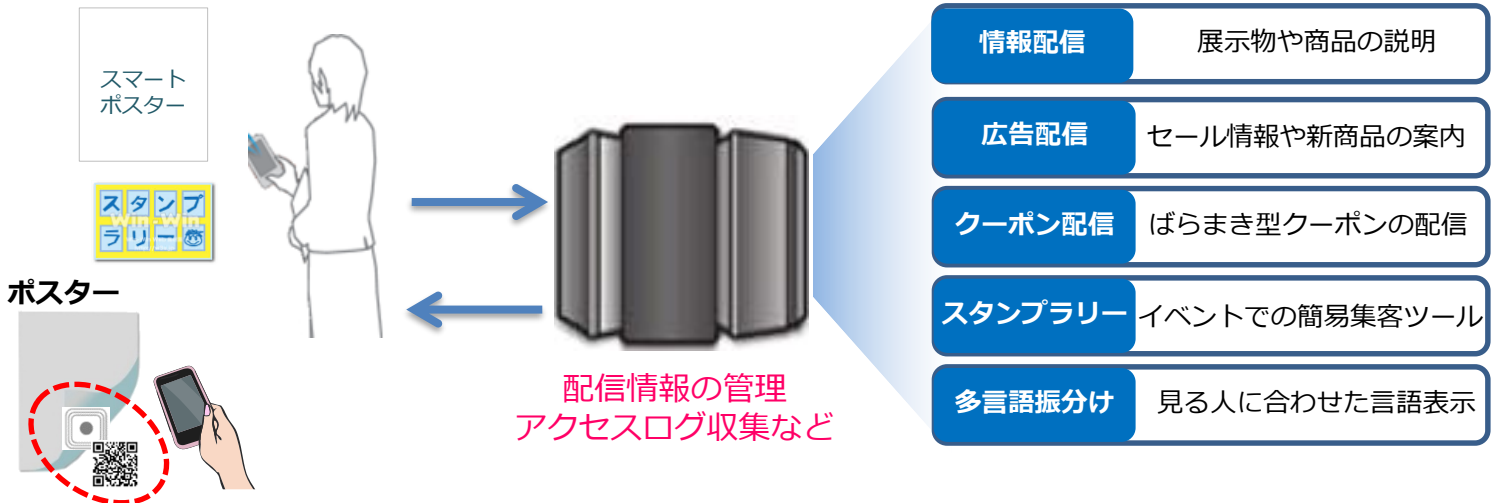 スマート
ポスター
スタンプ
Win-Win
ラリー
ポスター
配信情報の管理
アクセスログ収集など
情報配信 展示物や商品の説明
広告配信 セール情報や新商品の案内
クーポン配信 ばらまき型クーポンの配信
スタンプラリー イベントでの簡易集客ツール
多言語振分け 見る人に合わせた言語表示